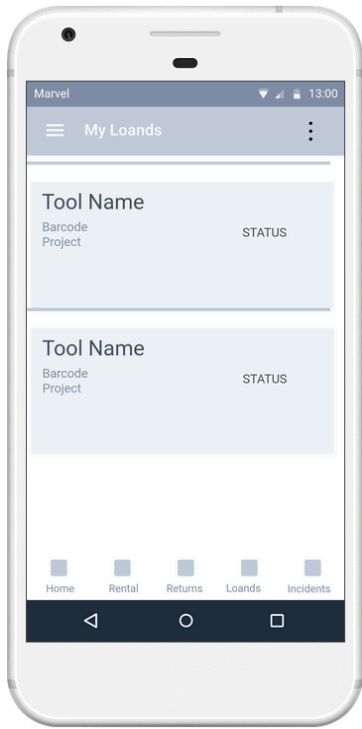 Marvel 13:00
My Loands
Tool Name
Barcode
Project
STATUS
Tool Name
Barcode
Project
STATUS
Home Rental Returns Loands Incidents